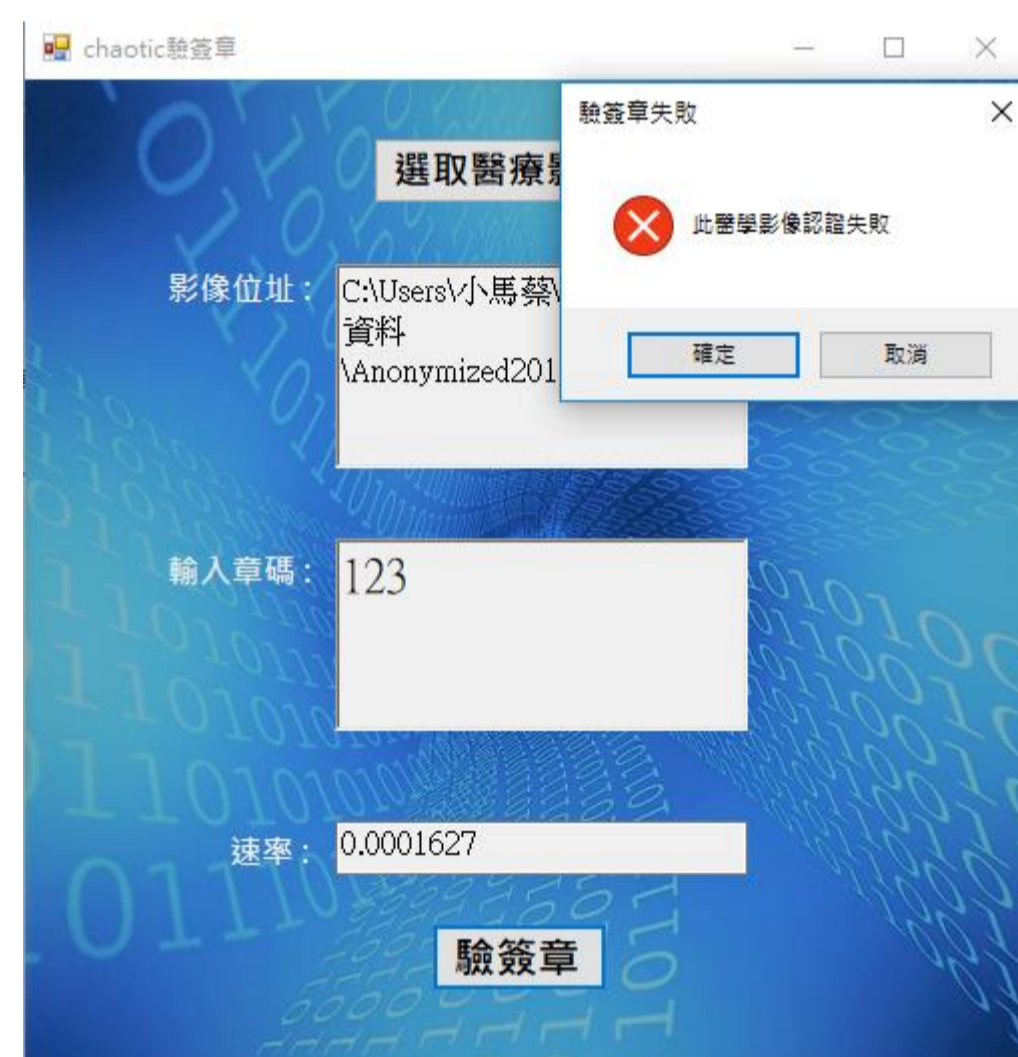 chaotic驗簽章
驗簽章失敗
選取醫療
此醫學影像認證失敗
影像位址：
C:\Users\小馬蔡\
資料
\Anonymized201
確定
取消
輸入章碼：
123
速率：
0.0001627
驗簽章